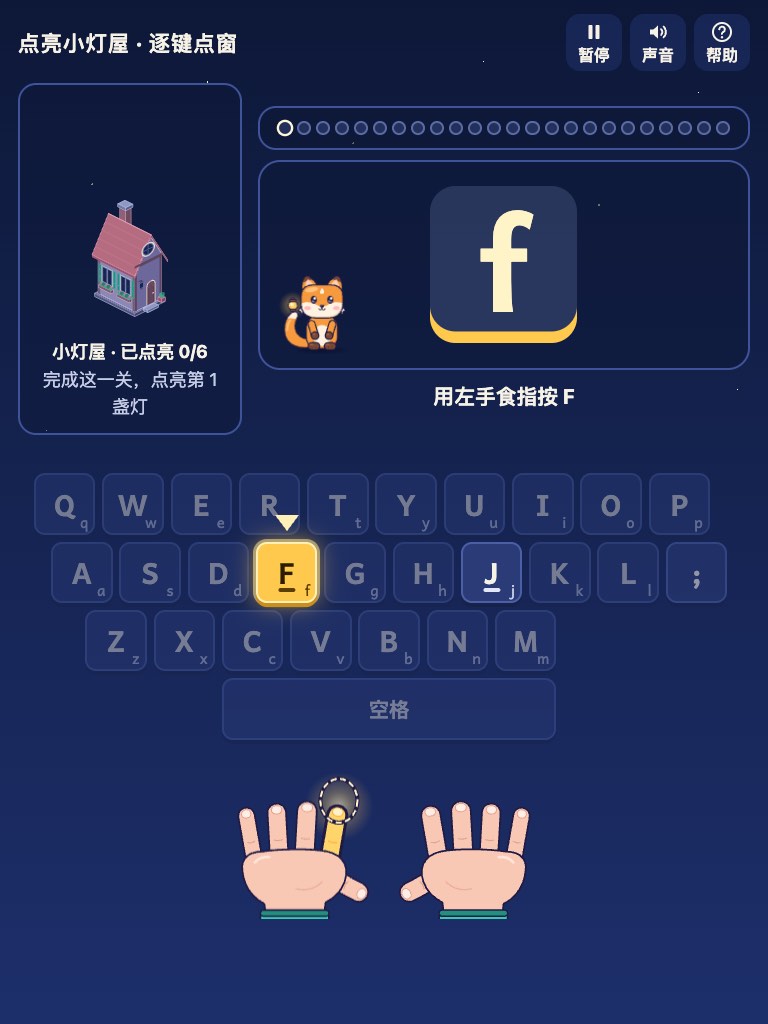 点亮小灯屋 · 逐键点窗
暂停
声音
帮助
f
小灯屋 · 已点亮 0/6
完成这一关，点亮第 1
盏灯
用左手食指按 F
Q q W w E e R T t Y y U u I i O o P p
A a S s D d F f G g H h J j K k L l ;
Z z X x C c V v B b N n M m
空格